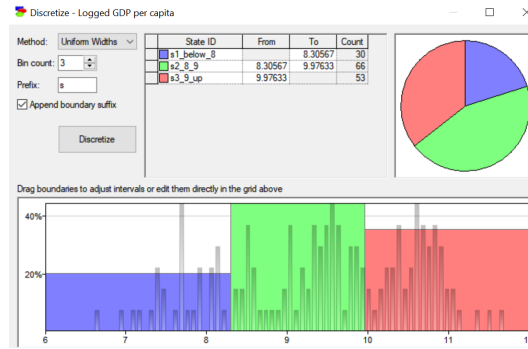 Discretize - Logged GDP per capita
Method: Uniform Widths
Bin count: 3
Prefix: s
Append boundary suffix
Discretize
State ID From To Count
s1_below_8 8.30567 30
s2_8_9 8.30567 9.97633 66
s3_9_up 9.97633 53
Drag boundaries to adjust intervals or edit them directly in the grid above
40%
20%
6 7 8 9 10 11